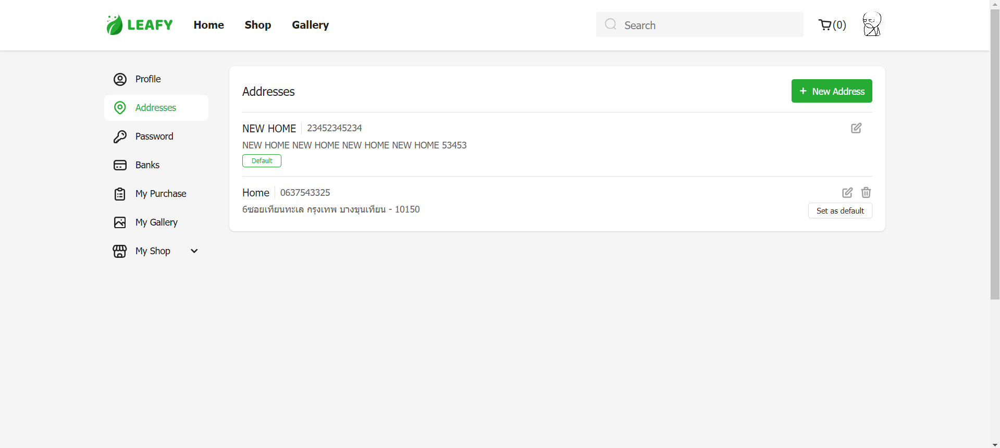 LEAFY
Home
Shop
Gallery
Search
(0)
Profile
Addresses
Password
Banks
My Purchase
My Gallery
My Shop
Addresses
+ New Address
NEW HOME 23452345234
NEW HOME NEW HOME NEW HOME NEW HOME 53453
Default
Home 0637543325
6ซอยเทียนทะเล กรุงเทพ บางขุนเทียน - 10150
Set as default